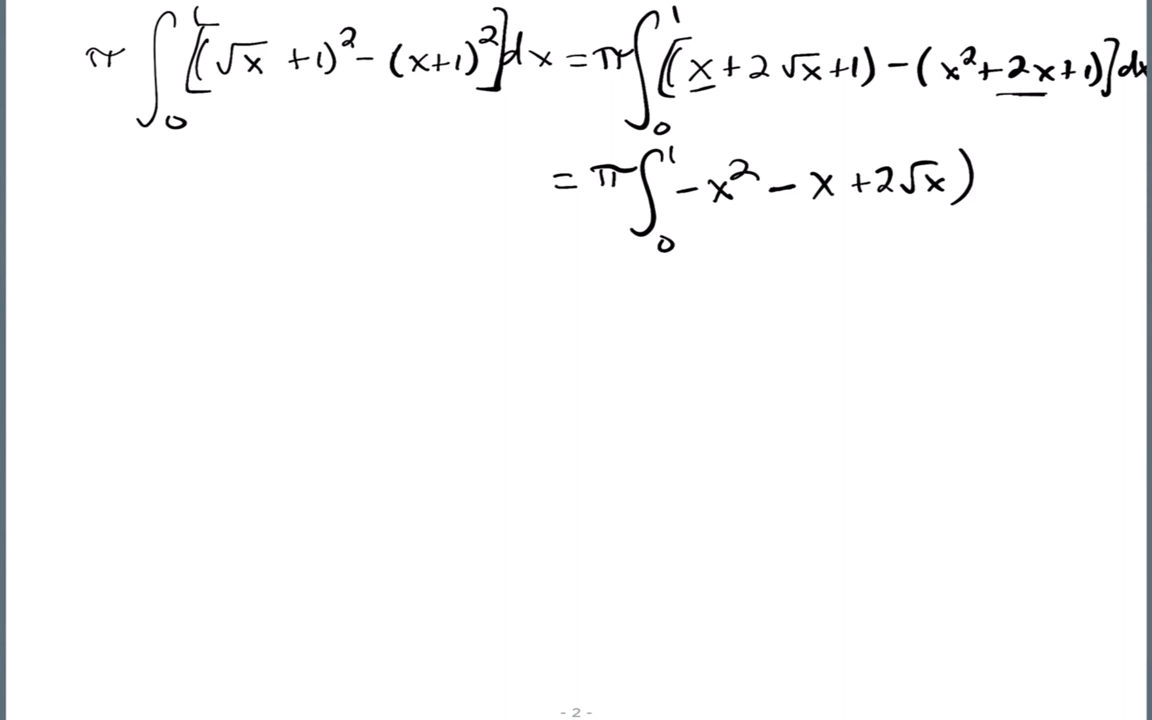 π ∫₀¹ [(√x + 1)² - (x+1)²] dx = π ∫₀¹ [(x + 2√x + 1) - (x² + 2x + 1)] dx
= π ∫₀¹ - x² - x + 2√x )
- 2 -